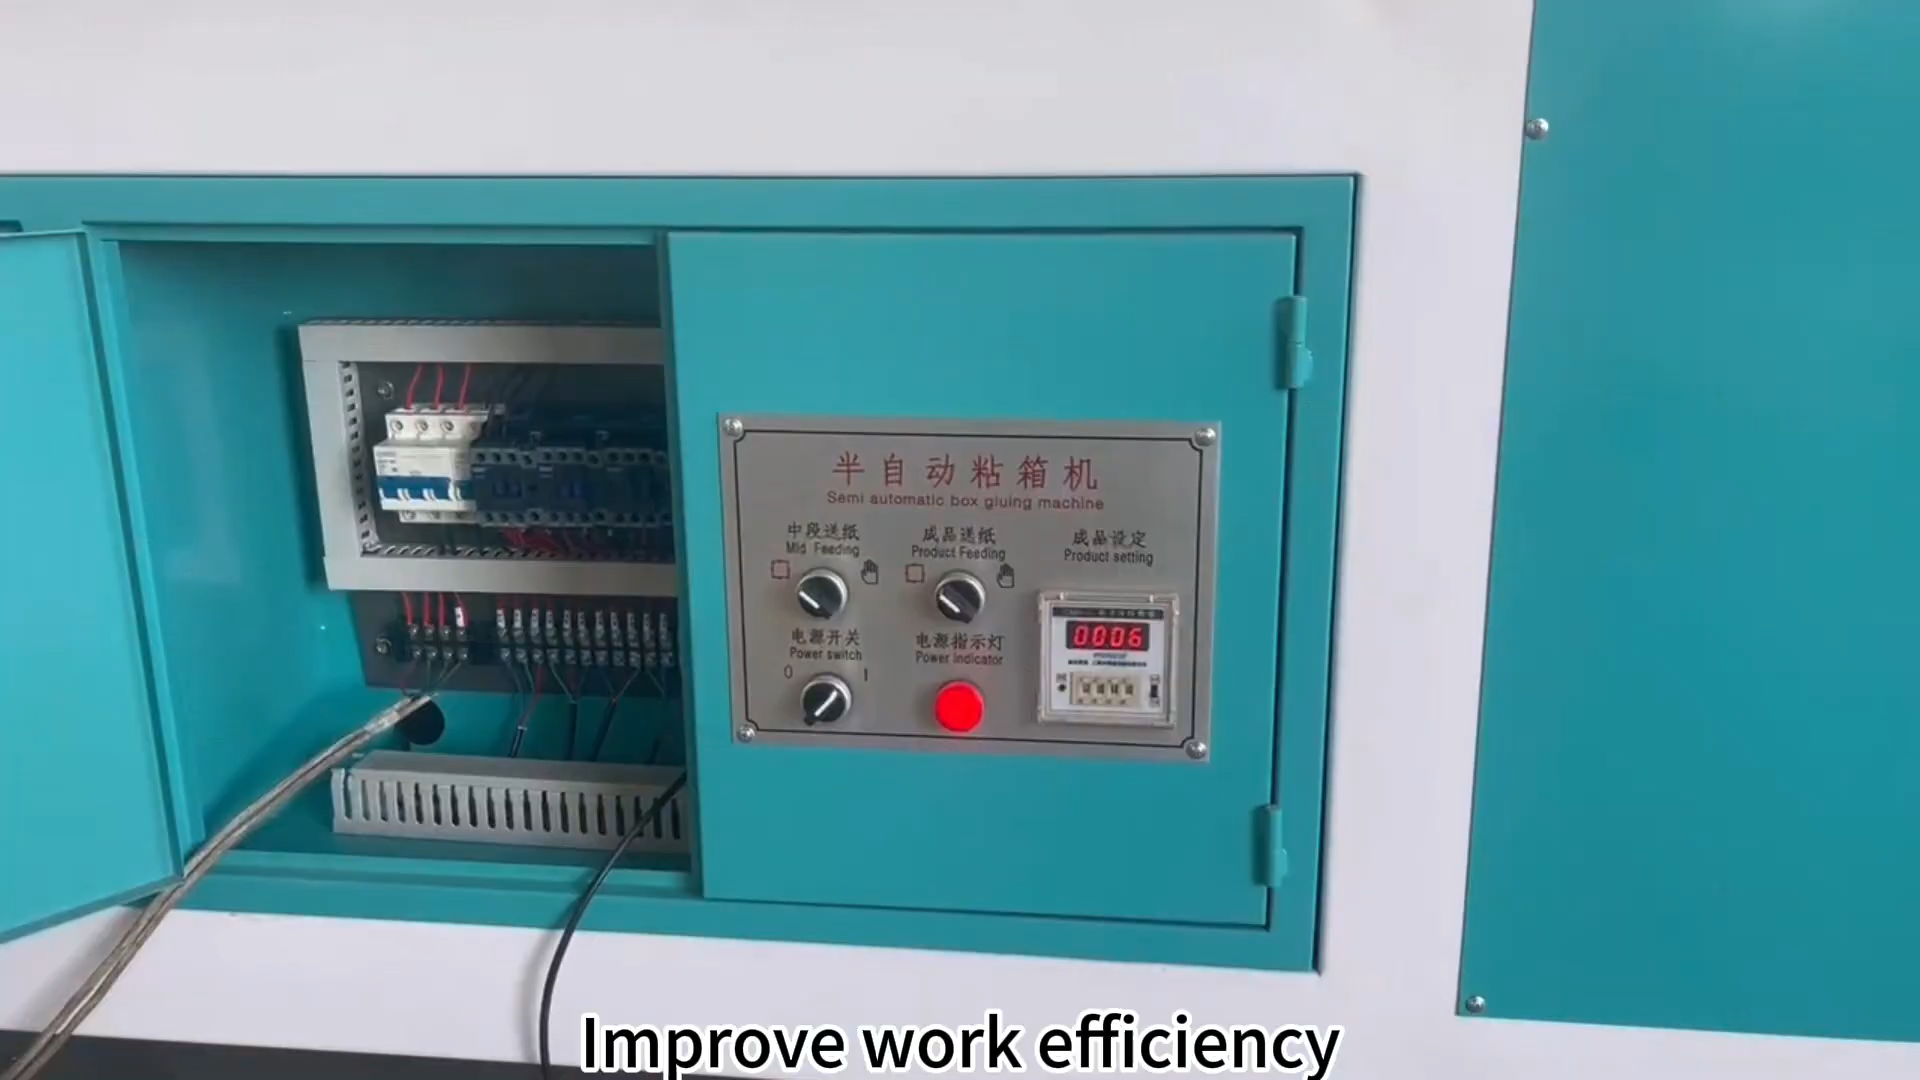 半自动粘箱机
Semi automatic box gluing machine
中段送纸
Mid Feeding
成品送纸
Product Feeding
成品设定
Product setting
电源开关
Power switch
0 I
电源指示灯
Power indicator
0006
Improve work efficiency